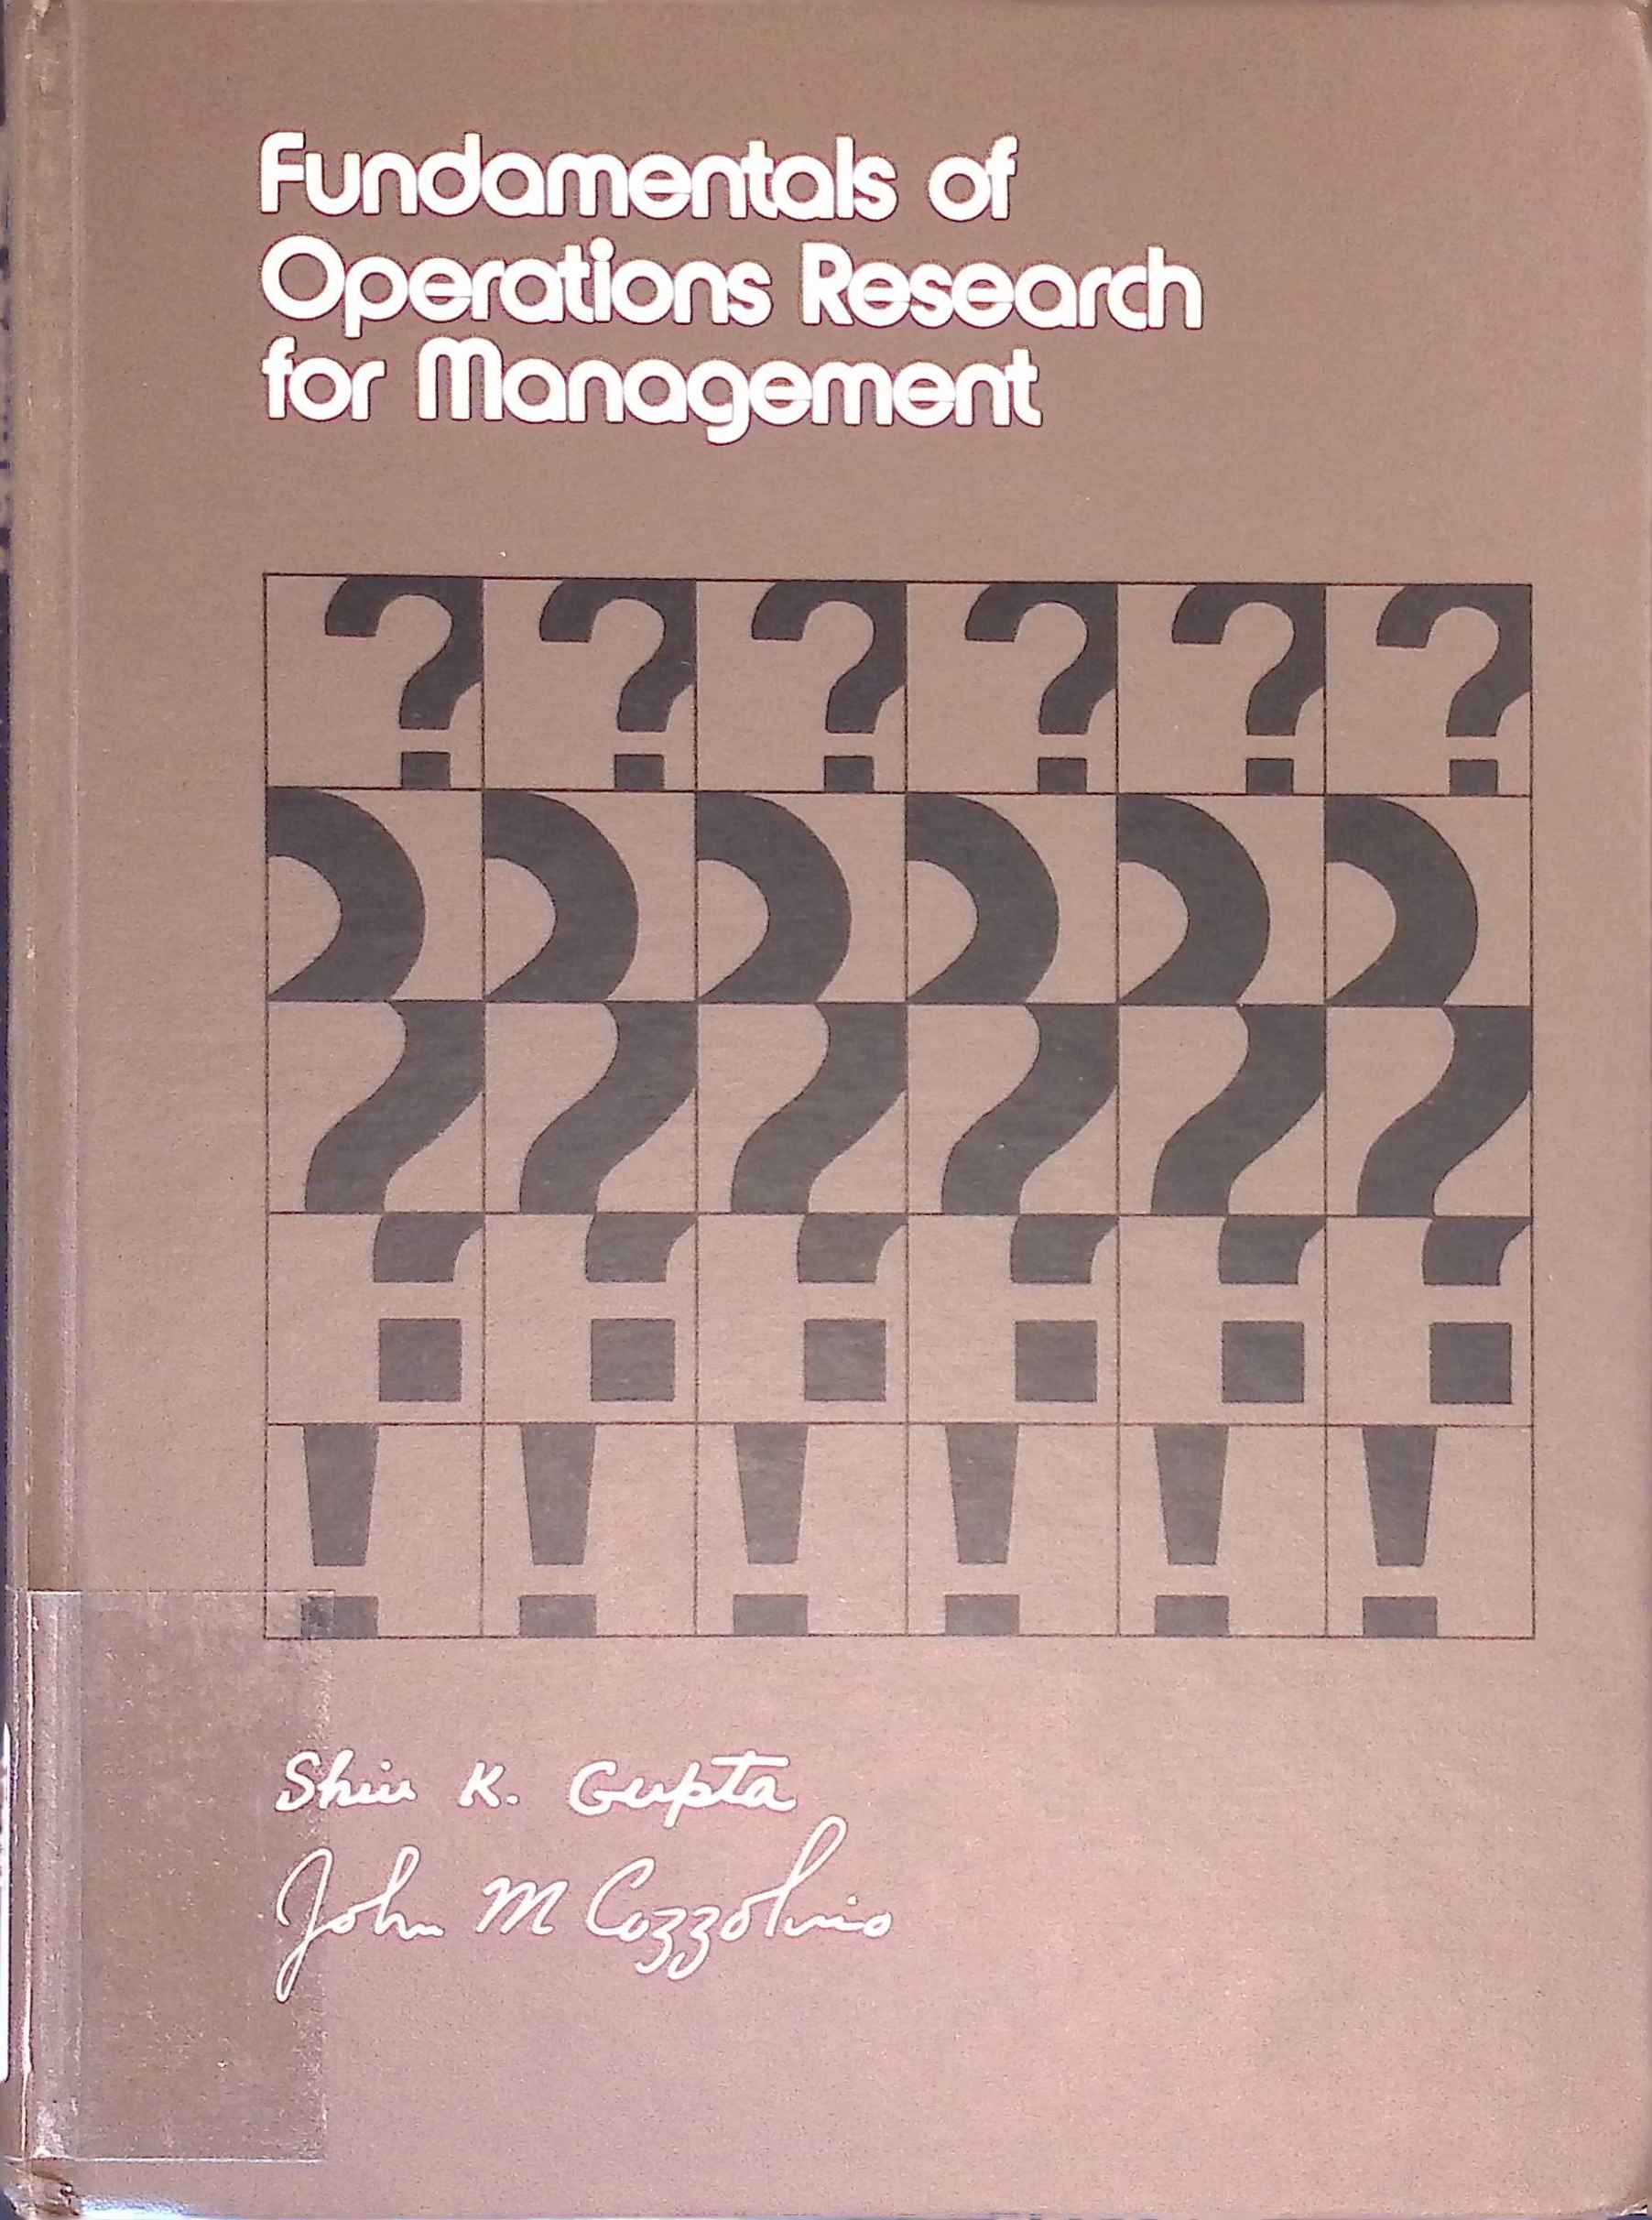 Fundamentals of
Operations Research
for Management
? ? ? ? ? ?
! ! ! ! ! !
Shiv K. Gupta
John M Cozzolino